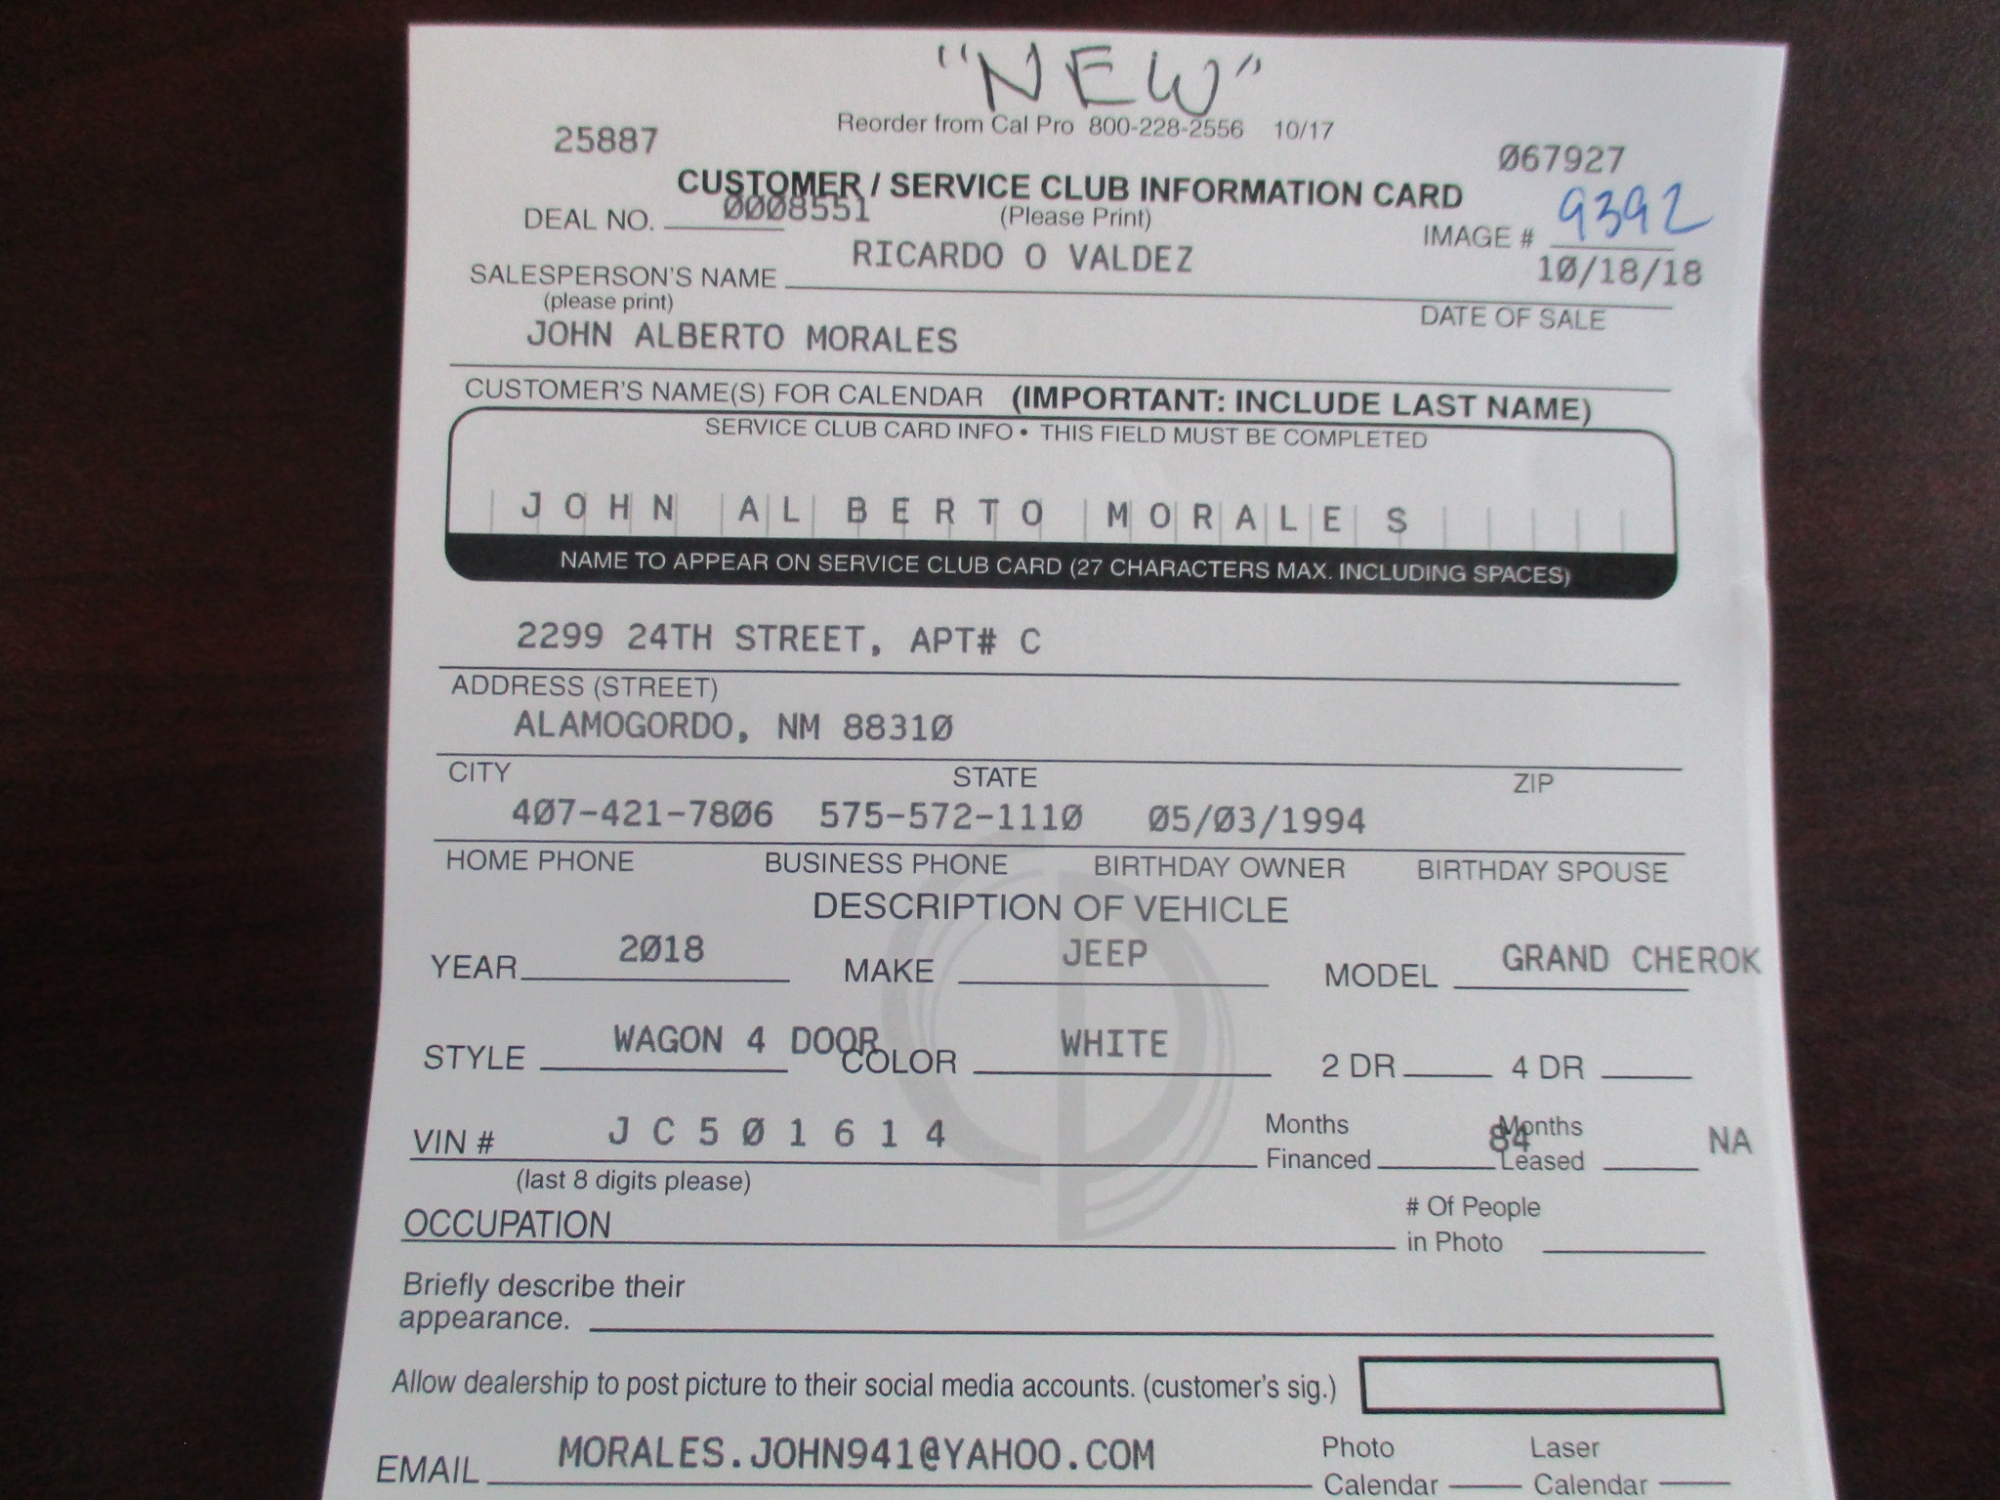 "NEW"
Reorder from Cal Pro 800-228-2556 10/17
25887
Ø67927
CUSTOMER / SERVICE CLUB INFORMATION CARD
DEAL NO. ØØØ8551 (Please Print) IMAGE # 9392
SALESPERSON'S NAME RICARDO O VALDEZ 1Ø/18/18
(please print) DATE OF SALE
JOHN ALBERTO MORALES
CUSTOMER'S NAME(S) FOR CALENDAR (IMPORTANT: INCLUDE LAST NAME)
SERVICE CLUB CARD INFO • THIS FIELD MUST BE COMPLETED
JOHN ALBERTO MORALES
NAME TO APPEAR ON SERVICE CLUB CARD (27 CHARACTERS MAX. INCLUDING SPACES)
2299 24TH STREET, APT# C
ADDRESS (STREET)
ALAMOGORDO, NM 8831Ø
CITY STATE ZIP
4Ø7-421-78Ø6 575-572-111Ø Ø5/Ø3/1994
HOME PHONE BUSINESS PHONE BIRTHDAY OWNER BIRTHDAY SPOUSE
DESCRIPTION OF VEHICLE
YEAR 2Ø18 MAKE JEEP MODEL GRAND CHEROK
STYLE WAGON 4 DOOR COLOR WHITE 2 DR 4 DR
VIN # J C 5 Ø 1 6 1 4 Months Financed 84 Months Leased NA
(last 8 digits please)
OCCUPATION # Of People in Photo
Briefly describe their
appearance.
Allow dealership to post picture to their social media accounts. (customer's sig.)
EMAIL MORALES.JOHN941@YAHOO.COM Photo Calendar Laser Calendar